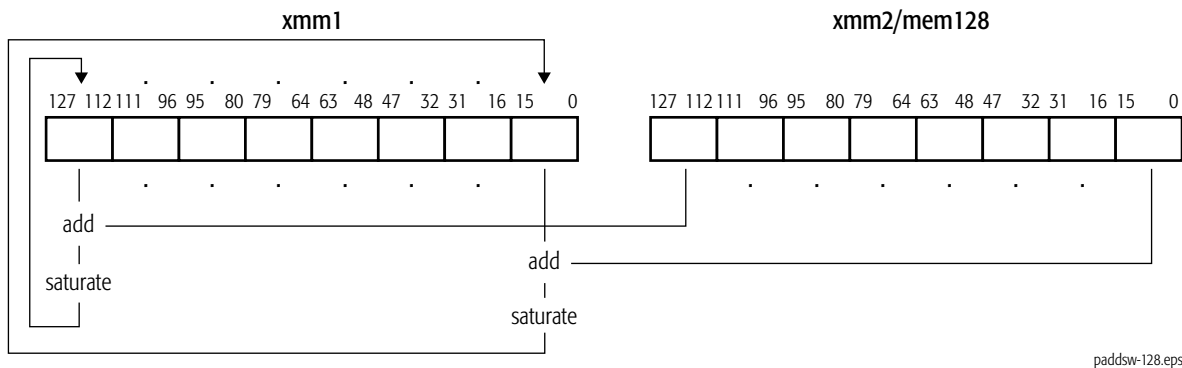 xmm1 xmm2/mem128
. . . . . .
127 112 111 96 95 80 79 64 63 48 47 32 31 16 15 0 127 112 111 96 95 80 79 64 63 48 47 32 31 16 15 0
. . . . . . . . . . . .
add
add
saturate
saturate
paddsw-128.eps